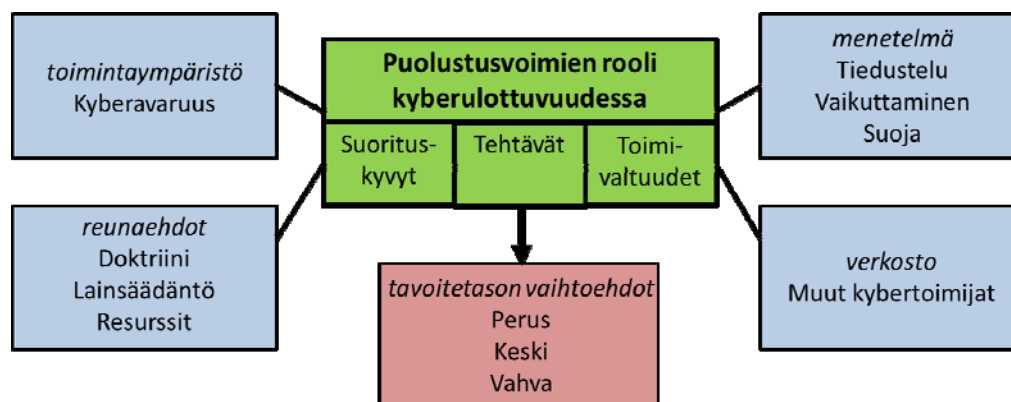 toimintaympäristö
Kyberavaruus
Puolustusvoimien rooli
kyberulottuvuudessa
Suoritus-
kyvyt
Tehtävät
Toimi-
valtuudet
menetelmä
Tiedustelu
Vaikuttaminen
Suoja
reunaehdot
Doktriini
Lainsäädäntö
Resurssit
tavoitetason vaihtoehdot
Perus
Keski
Vahva
verkosto
Muut kybertoimijat